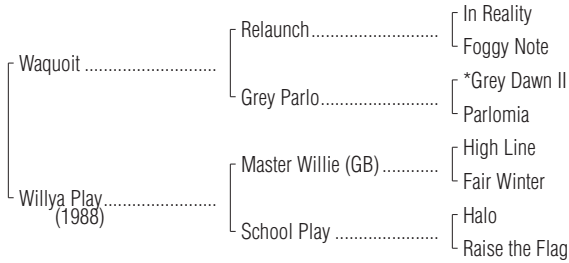 In Reality
Relaunch
Foggy Note
Waquoit
*Grey Dawn II
Grey Parlo
Parlomia
High Line
Master Willie (GB)
Fair Winter
Willya Play
(1988)
Halo
School Play
Raise the Flag